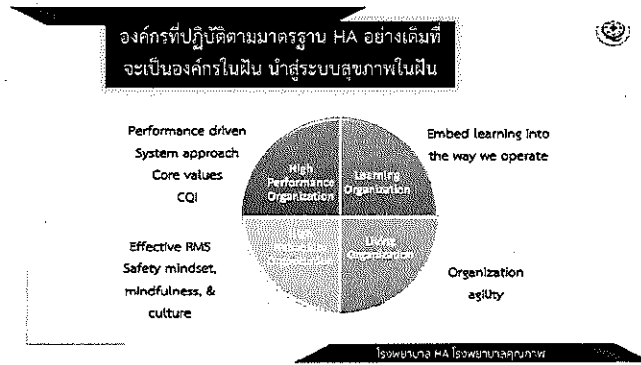 องค์กรที่ปฏิบัติตามมาตรฐาน HA อย่างเต็มที่
จะเป็นองค์กรในฝัน นำสู่ระบบสุขภาพในฝัน
Performance driven
System approach
Core values
CQI
High
Performance
Organization
Learning
Organization
Embed learning into
the way we operate
Effective RMS
Safety mindset,
mindfulness, &
culture
Living
Organization
Organization
agility
โรงพยาบาล HA โรงพยาบาลคุณภาพ